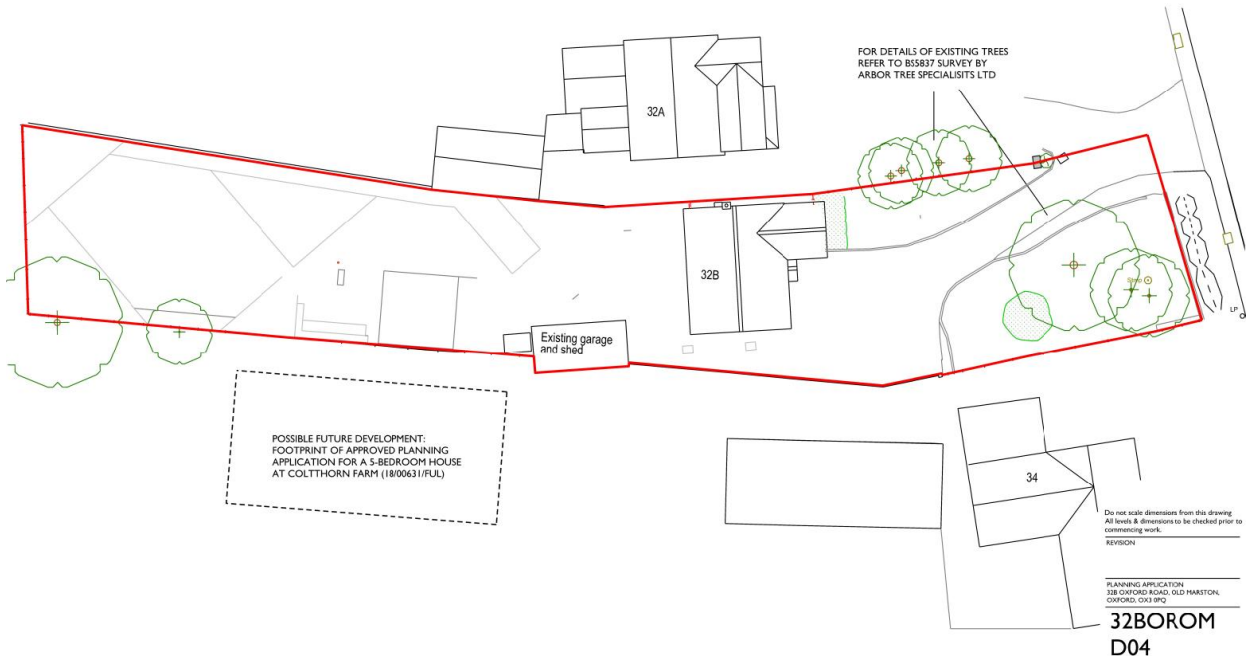 FOR DETAILS OF EXISTING TREES
REFER TO BS5837 SURVEY BY
ARBOR TREE SPECIALISITS LTD
32A
32B
Existing garage
and shed
LP
POSSIBLE FUTURE DEVELOPMENT:
FOOTPRINT OF APPROVED PLANNING
APPLICATION FOR A 5-BEDROOM HOUSE
AT COLTTHORN FARM (18/00631/FUL)
34
Do not scale dimensions from this drawing
All levels & dimensions to be checked prior to
commencing work.
REVISION
PLANNING APPLICATION
32B OXFORD ROAD, OLD MARSTON,
OXFORD, OX3 0PQ
32BOROM
D04